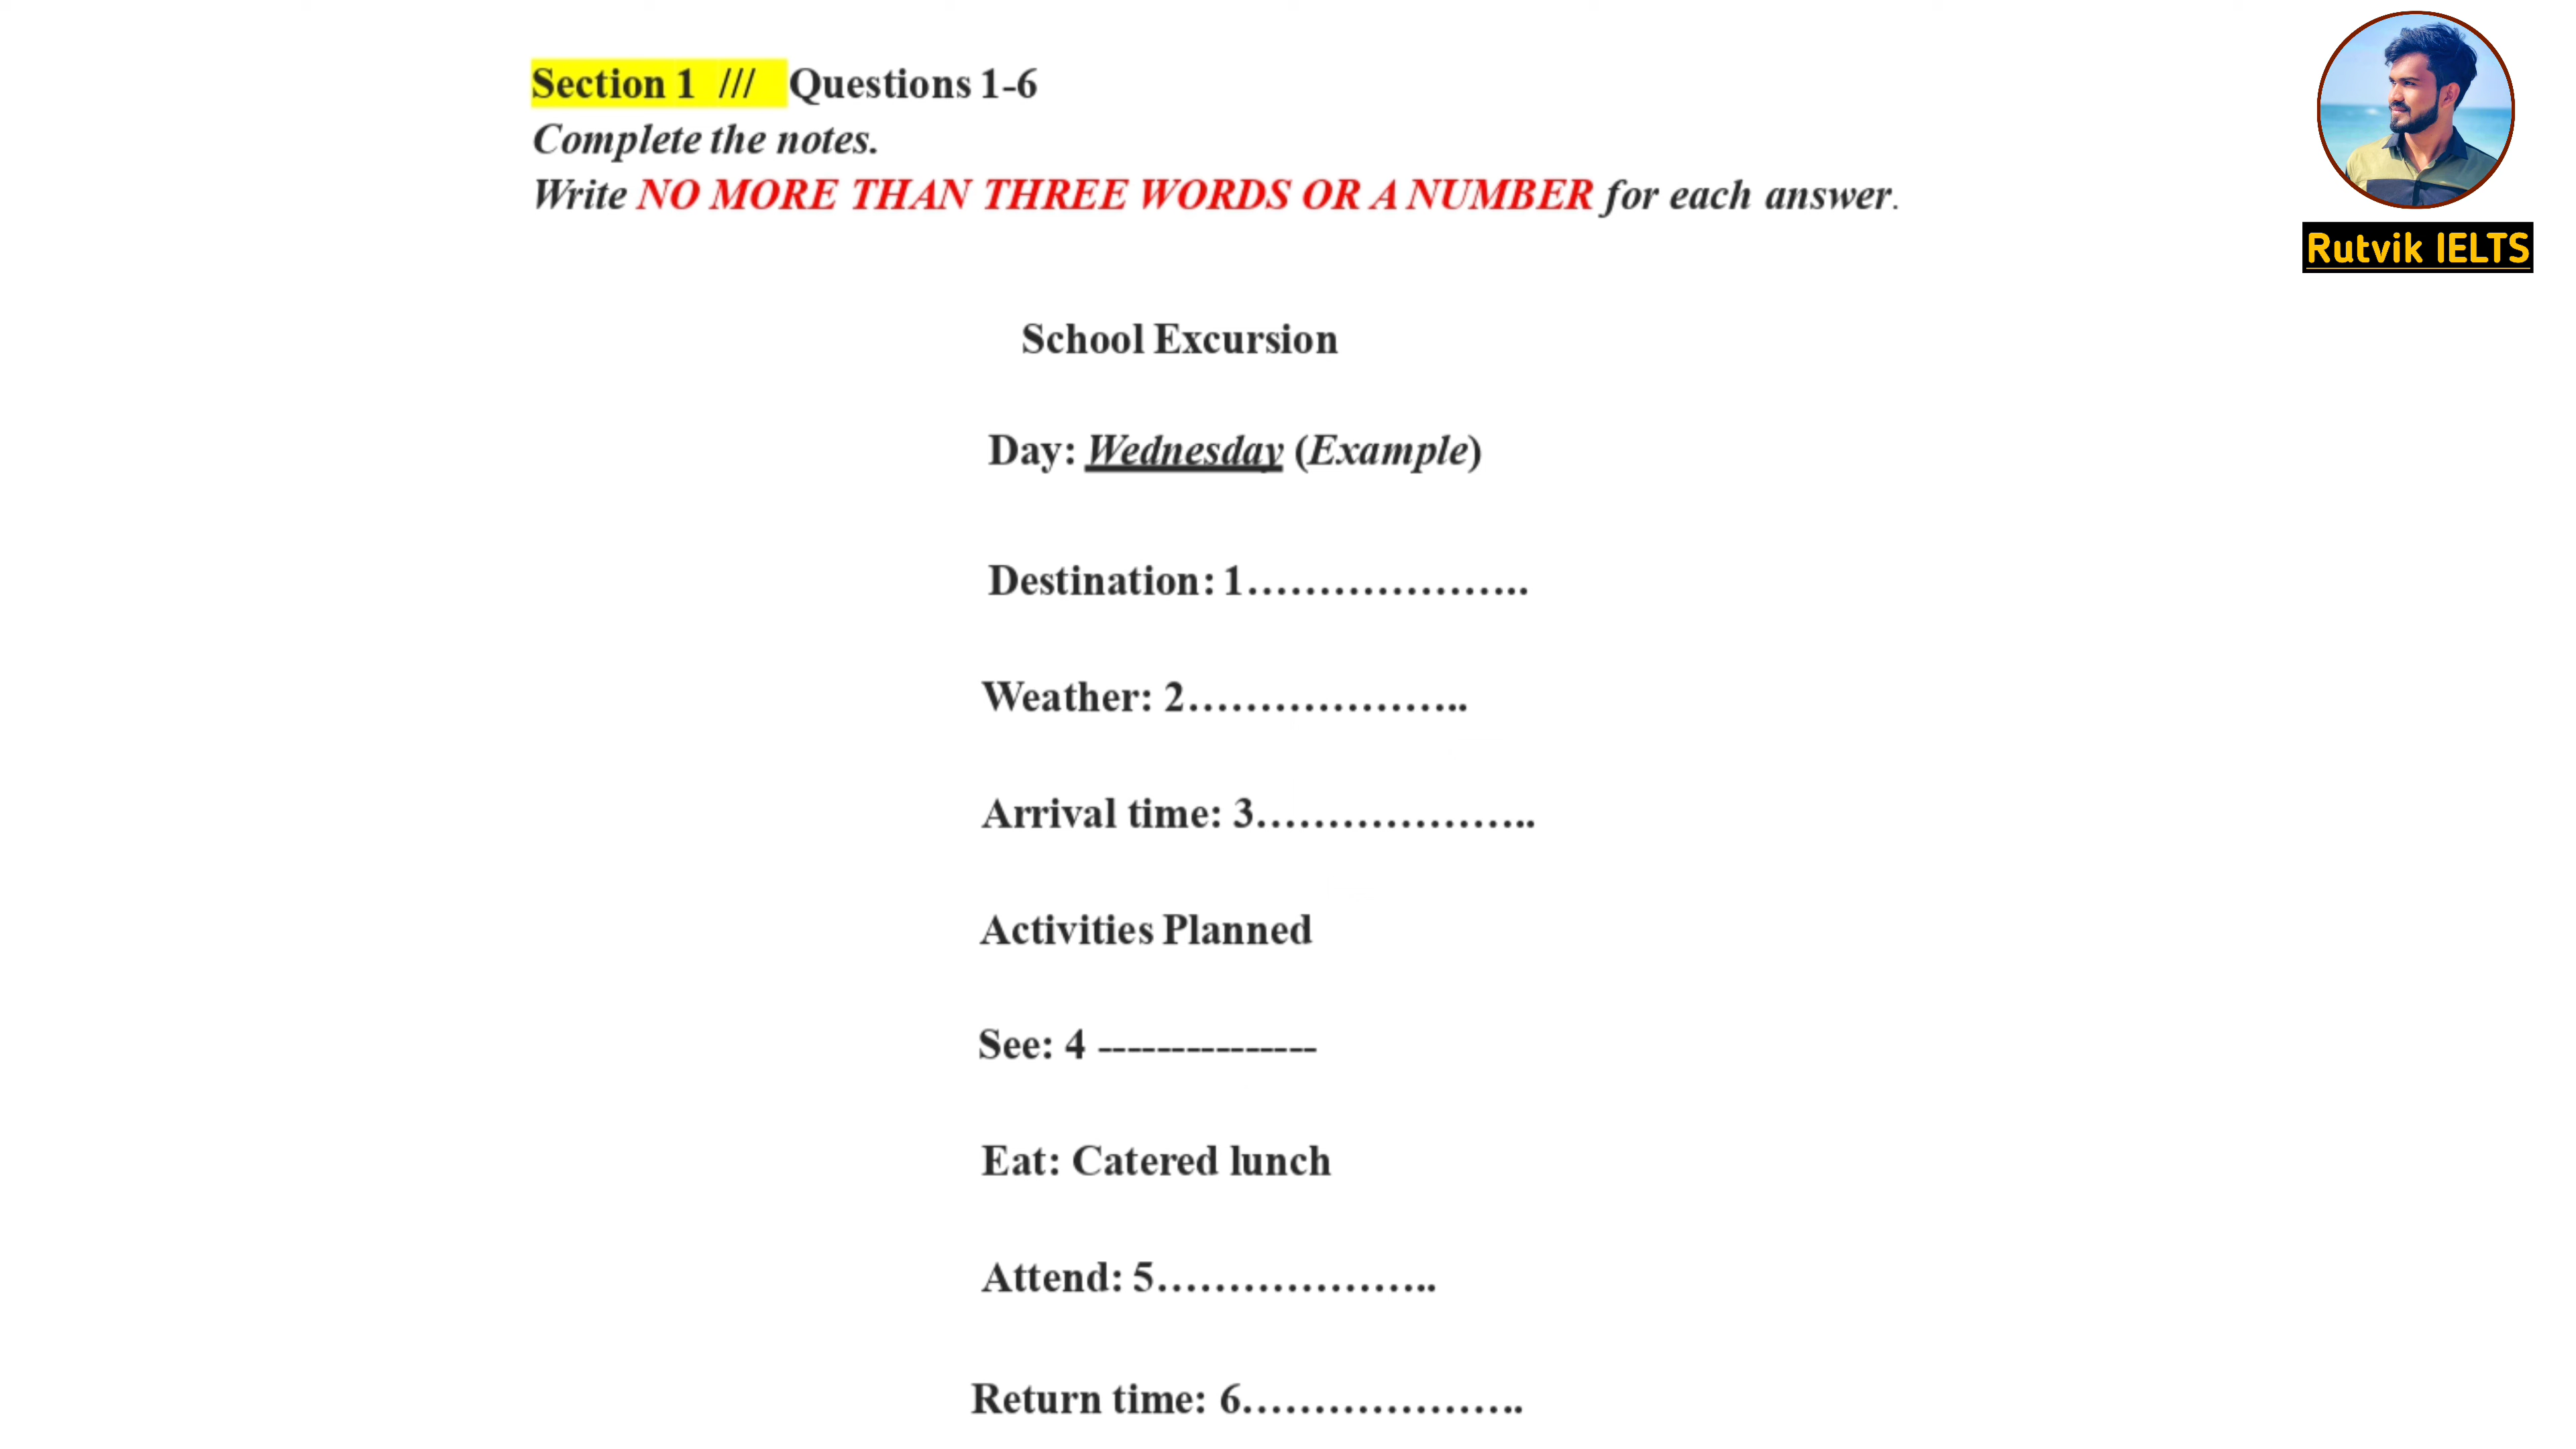 Section 1 /// Questions 1-6
Complete the notes.
Write NO MORE THAN THREE WORDS OR A NUMBER for each answer.
Rutvik IELTS
School Excursion
Day: Wednesday (Example)
Destination: 1………………..
Weather: 2………………..
Arrival time: 3………………..
Activities Planned
See: 4 ---------------
Eat: Catered lunch
Attend: 5………………..
Return time: 6……………….